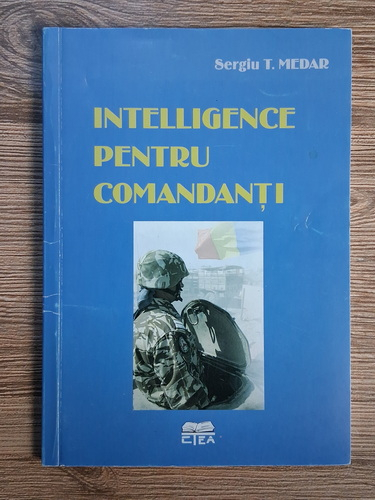 Sergiu T. MEDAR
INTELLIGENCE
PENTRU
COMANDANȚI
CTEA